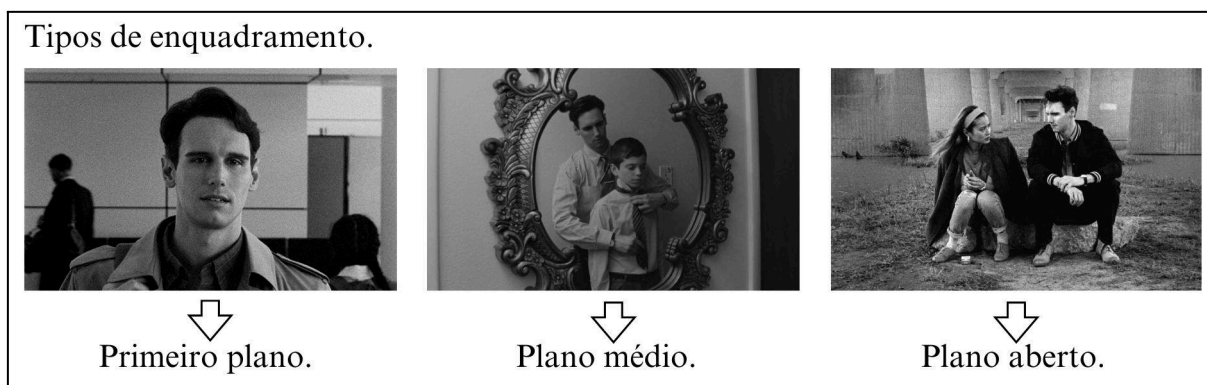 Tipos de enquadramento.
Primeiro plano.
Plano médio.
Plano aberto.